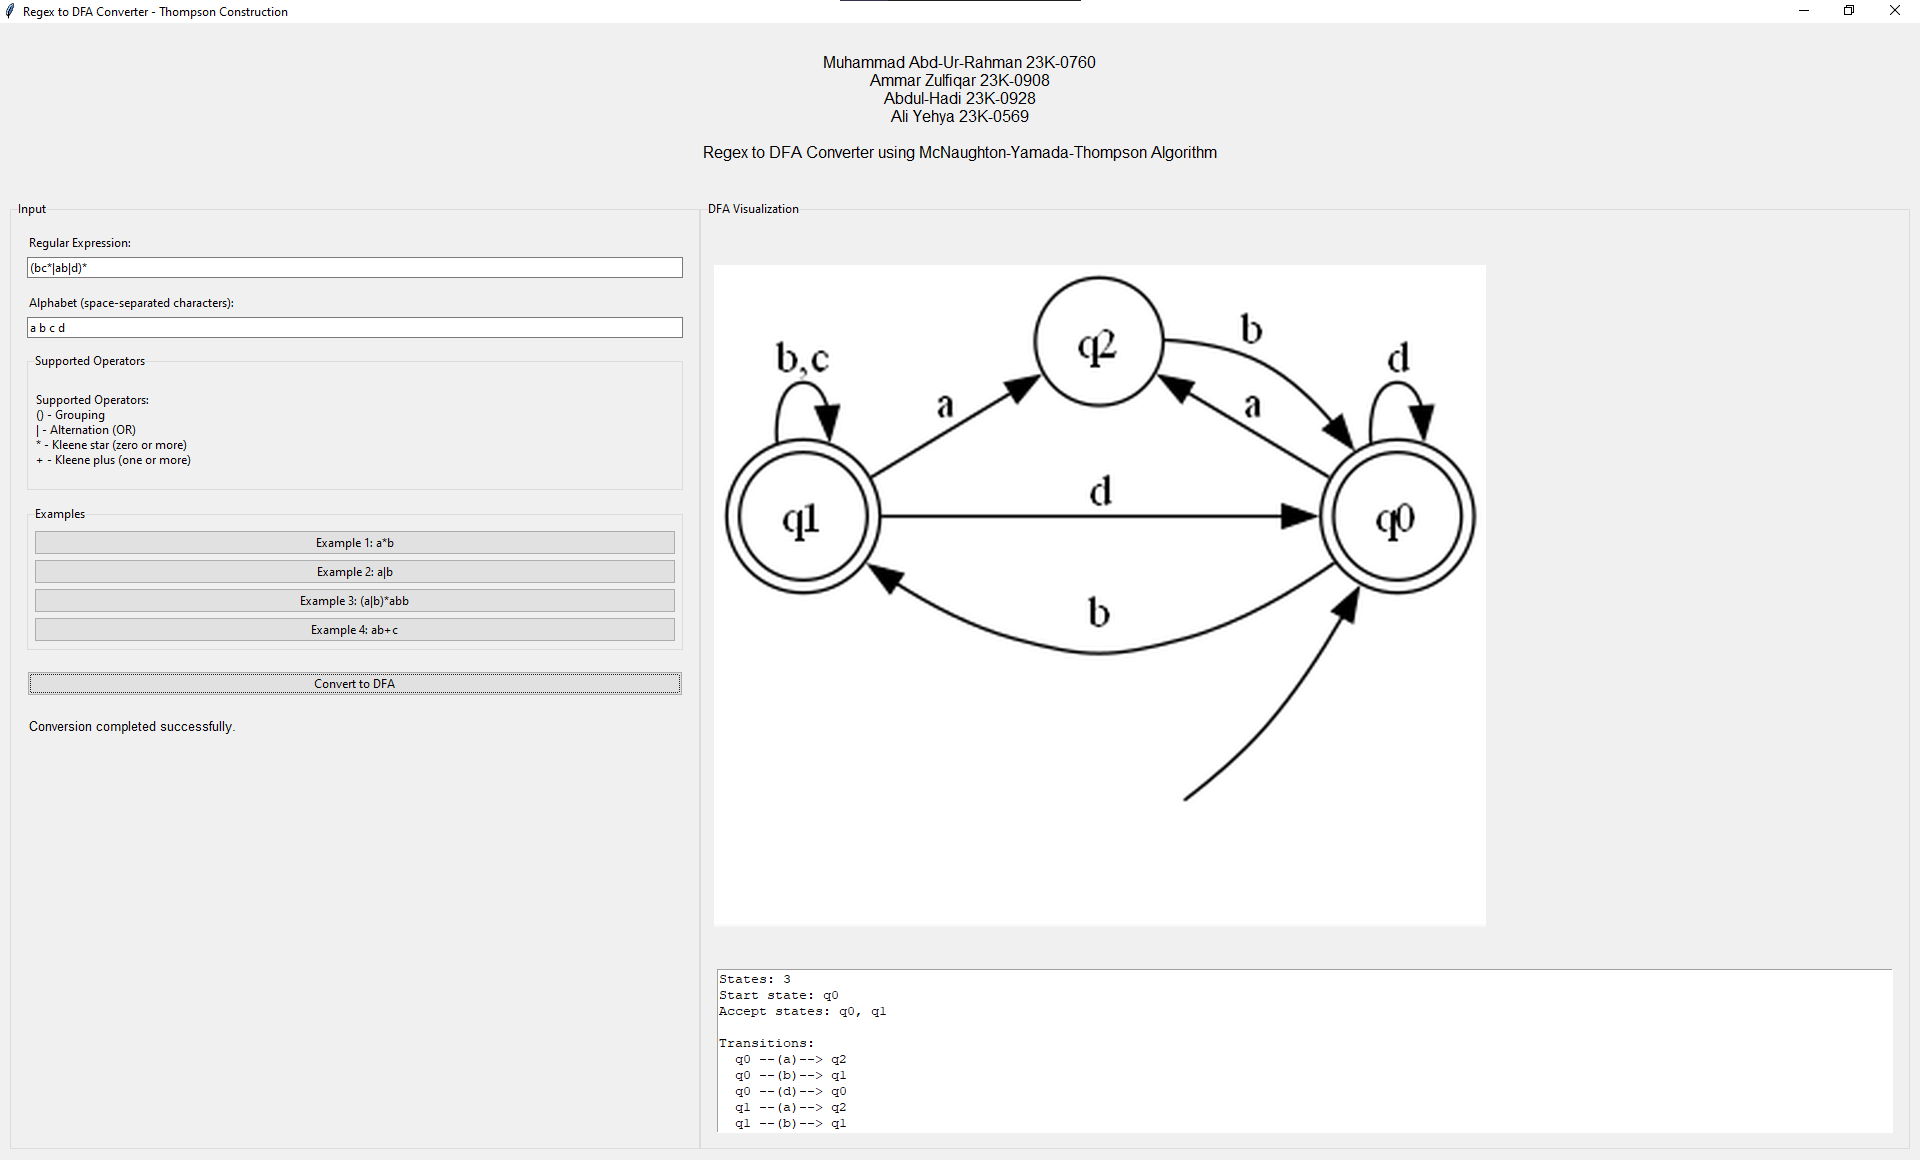 Regex to DFA Converter - Thompson Construction
Muhammad Abd-Ur-Rahman 23K-0760
Ammar Zulfiqar 23K-0908
Abdul-Hadi 23K-0928
Ali Yehya 23K-0569
Regex to DFA Converter using McNaughton-Yamada-Thompson Algorithm
Input
Regular Expression:
(bc*|ab|d)*
Alphabet (space-separated characters):
a b c d
Supported Operators
Supported Operators:
() - Grouping
| - Alternation (OR)
* - Kleene star (zero or more)
+ - Kleene plus (one or more)
Examples
Example 1: a*b
Example 2: a|b
Example 3: (a|b)*abb
Example 4: ab+c
Convert to DFA
Conversion completed successfully.
DFA Visualization
q2
b
b,c
d
a
a
d
q1
q0
b
States: 3
Start state: q0
Accept states: q0, q1
Transitions:
q0 --(a)--> q2
q0 --(b)--> q1
q0 --(d)--> q0
q1 --(a)--> q2
q1 --(b)--> q1